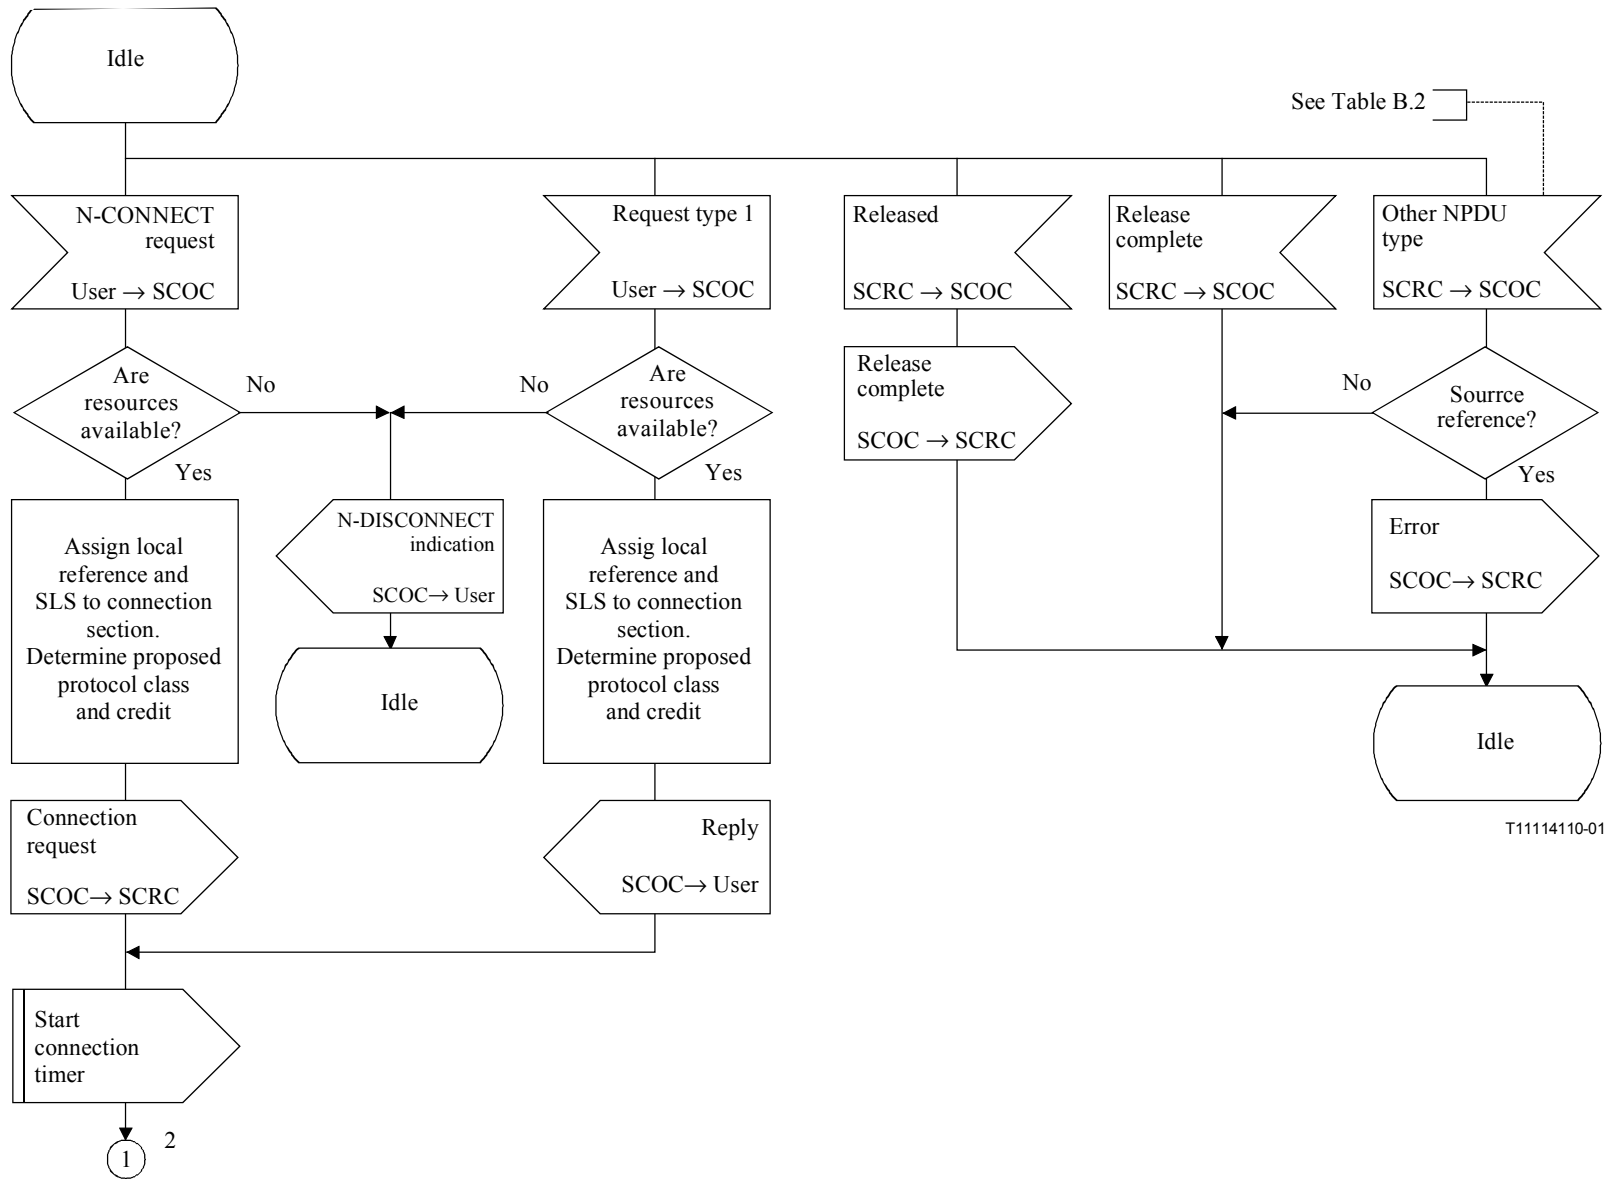 Idle
See Table B.2
N-CONNECT
request
User → SCOC
Request type 1
User → SCOC
Released
SCRC → SCOC
Release
complete
SCRC → SCOC
Other NPDU
type
SCRC → SCOC
Are
resources
available?
No
Yes
No
Are
resources
available?
Yes
Release
complete
SCOC → SCRC
No
Sourrce
reference?
Yes
Assign local
reference and
SLS to connection
section.
Determine proposed
protocol class
and credit
N-DISCONNECT
indication
SCOC→ User
Idle
Assig local
reference and
SLS to connection
section.
Determine proposed
protocol class
and credit
Error
SCOC→ SCRC
Idle
T11114110-01
Connection
request
SCOC→ SCRC
Reply
SCOC→ User
Start
connection
timer
2
1